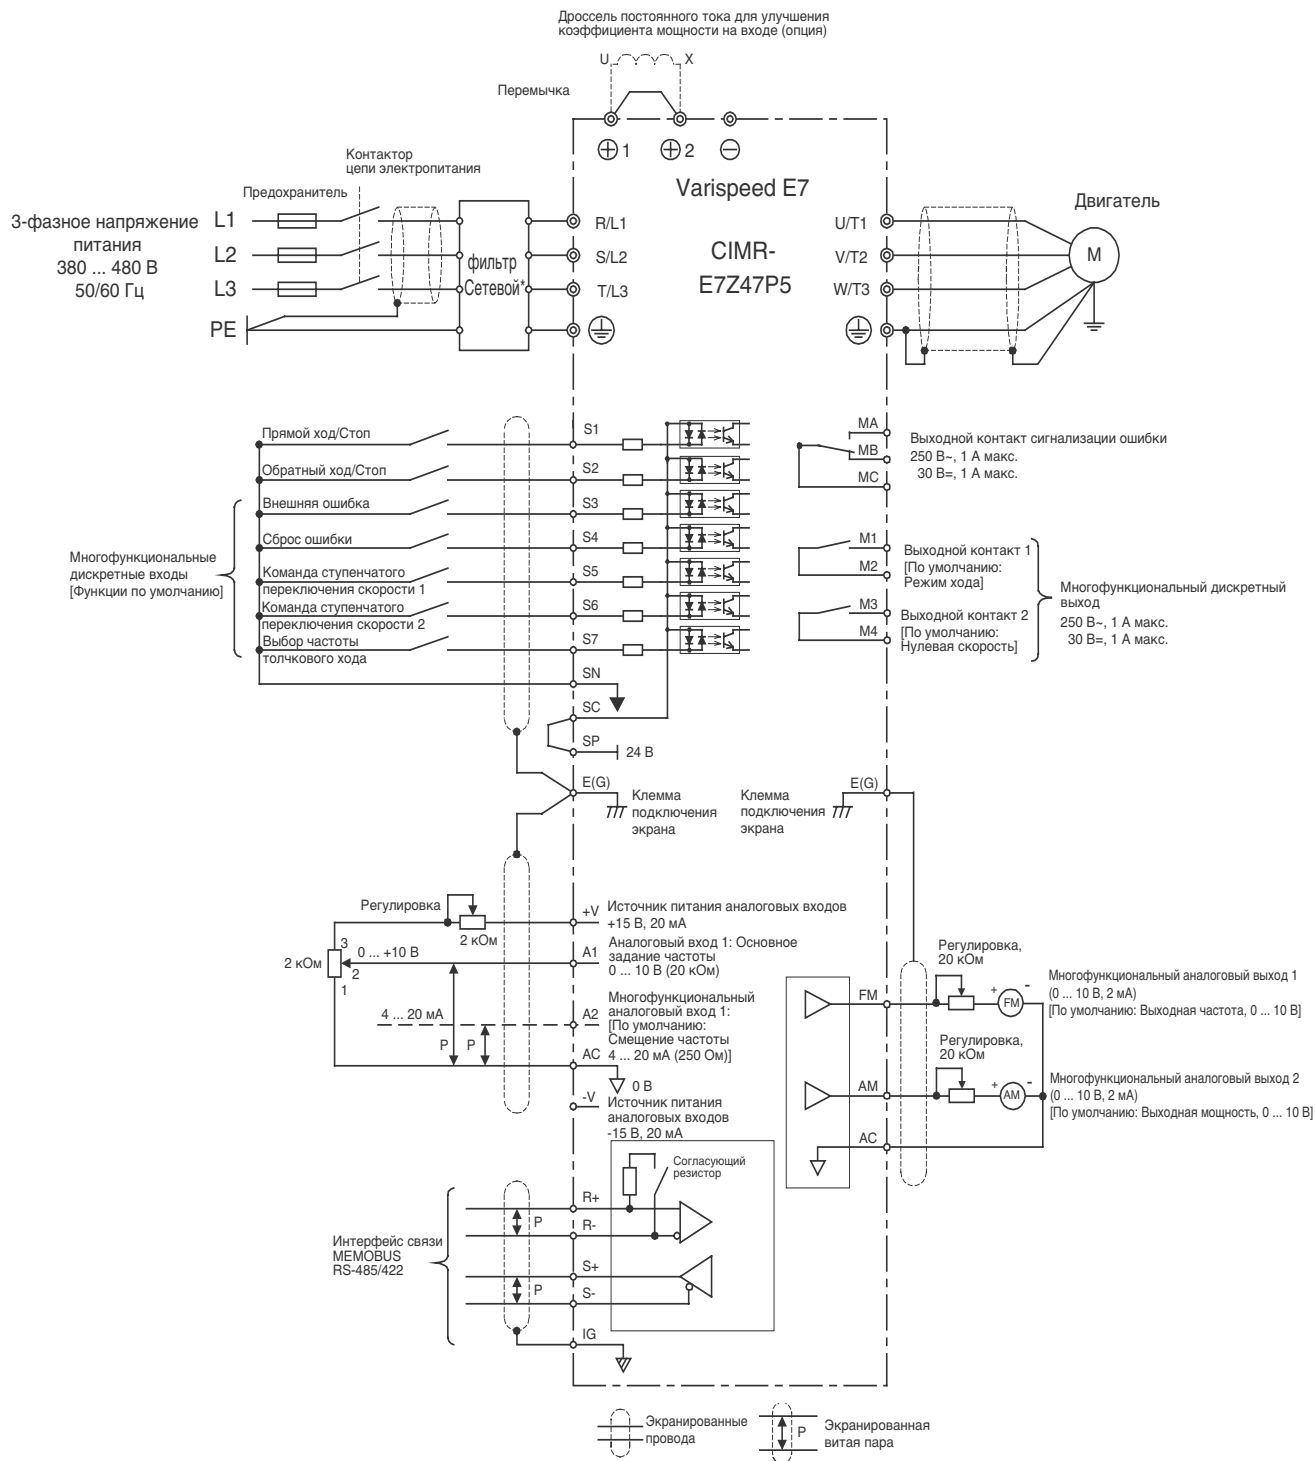 Дроссель постоянного тока для улучшения
коэффициента мощности на входе (опция)
U
X
Перемычка
1
2
Varispeed E7
CIMR-
E7Z47P5
Контактор
цепи электропитания
Предохранитель
3-фазное напряжение
питания
380 ... 480 В
50/60 Гц
L1
L2
L3
PE
фильтр
Сетевой*
R/L1
S/L2
T/L3
U/T1
V/T2
W/T3
Двигатель
M
Прямой ход/Стоп
S1
Обратный ход/Стоп
S2
Внешняя ошибка
S3
Сброс ошибки
S4
Команда ступенчатого
переключения скорости 1
S5
Команда ступенчатого
переключения скорости 2
S6
Выбор частоты
толчкового хода
S7
Многофункциональные
дискретные входы
[Функции по умолчанию]
SN
SC
SP
24 В
E(G)
Клемма
подключения
экрана
MA
MB
MC
Выходной контакт сигнализации ошибки
250 В~, 1 А макс.
30 В=, 1 А макс.
M1
M2
Выходной контакт 1
[По умолчанию:
Режим хода]
M3
M4
Выходной контакт 2
[По умолчанию:
Нулевая скорость]
Многофункциональный дискретный
выход
250 В~, 1 А макс.
30 В=, 1 А макс.
Клемма
подключения
экрана
E(G)
Регулировка
2 кОм
+V
Источник питания аналоговых входов
+15 В, 20 мА
2 кОм
3
2
1
0 ... +10 В
A1
Аналоговый вход 1: Основное
задание частоты
0 ... 10 В (20 кОм)
4 ... 20 мА
P
P
A2
Многофункциональный
аналоговый вход 1:
[По умолчанию:
Смещение частоты
4 ... 20 мА (250 Ом)]
AC
0 В
-V
Источник питания
аналоговых входов
-15 В, 20 мА
FM
Регулировка,
20 кОм
+
FM
-
Многофункциональный аналоговый выход 1
(0 ... 10 В, 2 мА)
[По умолчанию: Выходная частота, 0 ... 10 В]
AM
Регулировка,
20 кОм
+
AM
-
Многофункциональный аналоговый выход 2
(0 ... 10 В, 2 мА)
[По умолчанию: Выходная мощность, 0 ... 10 В]
AC
Согласующий
резистор
Интерфейс связи
MEMOBUS
RS-485/422
P
P
R+
R-
S+
S-
IG
Экранированные
провода
P
Экранированная
витая пара